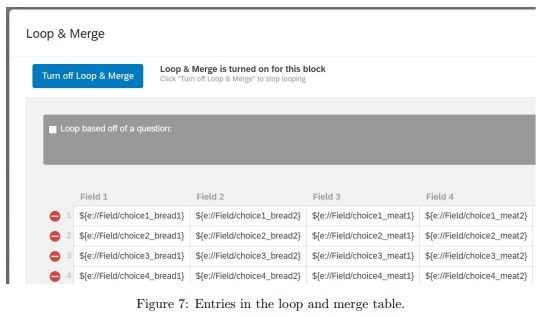 Loop & Merge
Turn off Loop & Merge
Loop & Merge is turned on for this block
Click "Turn off Loop & Merge" to stop looping
Loop based off of a question:
Field 1 Field 2 Field 3 Field 4
1 ${e://Field/choice1_bread1} ${e://Field/choice1_bread2} ${e://Field/choice1_meat1} ${e://Field/choice1_meat2}
2 ${e://Field/choice2_bread1} ${e://Field/choice2_bread2} ${e://Field/choice2_meat1} ${e://Field/choice2_meat2}
3 ${e://Field/choice3_bread1} ${e://Field/choice3_bread2} ${e://Field/choice3_meat1} ${e://Field/choice3_meat2}
4 ${e://Field/choice4_bread1} ${e://Field/choice4_bread2} ${e://Field/choice4_meat1} ${e://Field/choice4_meat2}
Figure 7: Entries in the loop and merge table.